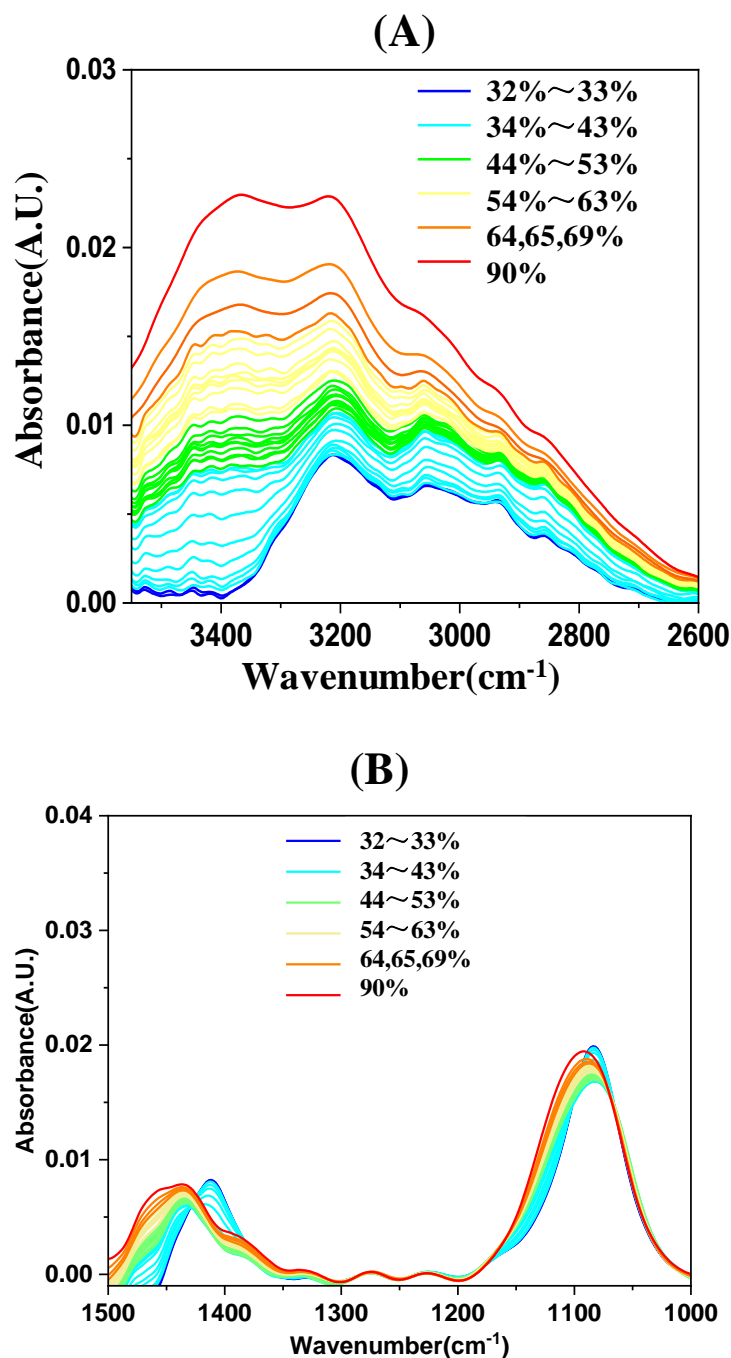 (A)
0.03
0.02
0.01
0.00
Absorbance(A.U.)
32%～33%
34%～43%
44%～53%
54%～63%
64,65,69%
90%
3400 3200 3000 2800 2600
Wavenumber(cm⁻¹)
(B)
0.04
0.03
0.02
0.01
0.00
Absorbance(A.U.)
32～33%
34～43%
44～53%
54～63%
64,65,69%
90%
1500 1400 1300 1200 1100 1000
Wavenumber(cm⁻¹)